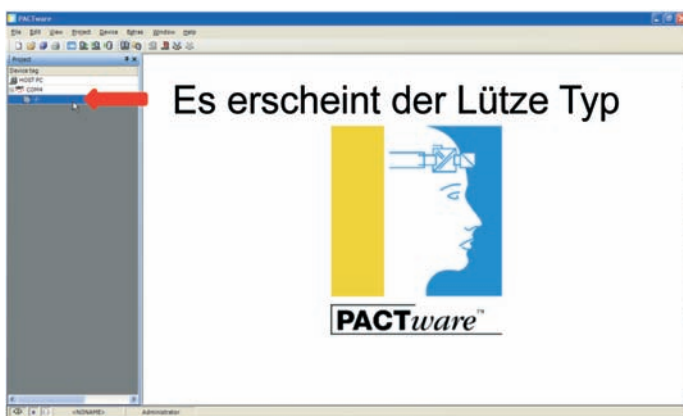 PACTware
File Edit View Project Device Extras Window Help
Project
Device tag
HOST PC
COM4
Es erscheint der Lütze Typ
PACTware™
<NONAME> Administrator